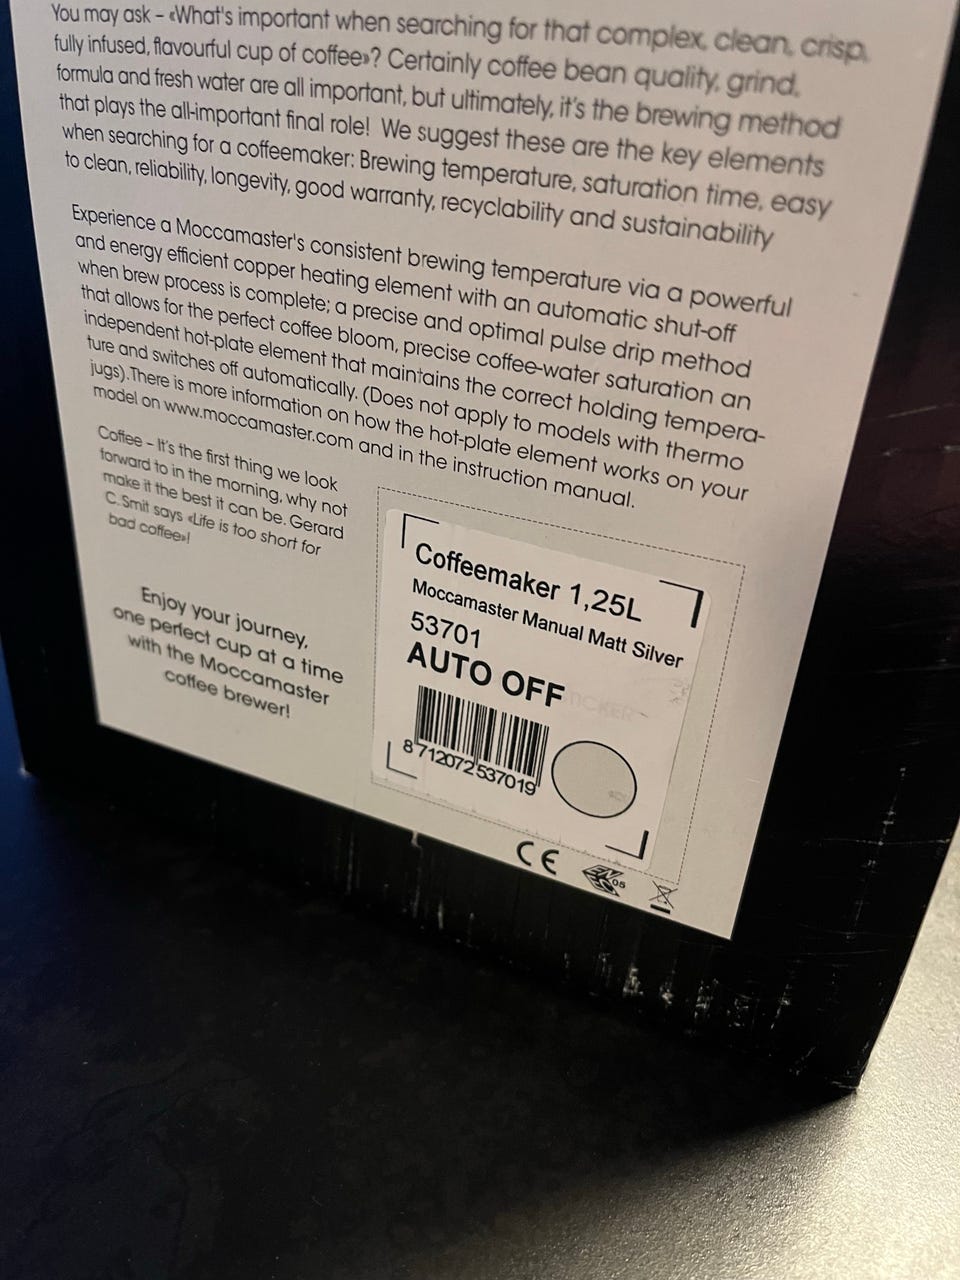 You may ask – «What's important when searching for that complex, clean, crisp,
fully infused, flavourful cup of coffee»? Certainly coffee bean quality, grind,
formula and fresh water are all important, but ultimately, it's the brewing method
that plays the all-important final role! We suggest these are the key elements
when searching for a coffeemaker: Brewing temperature, saturation time, easy
to clean, reliability, longevity, good warranty, recyclability and sustainability
Experience a Moccamaster's consistent brewing temperature via a powerful
and energy efficient copper heating element with an automatic shut-off
when brew process is complete; a precise and optimal pulse drip method
that allows for the perfect coffee bloom, precise coffee-water saturation an
independent hot-plate element that maintains the correct holding tempera-
ture and switches off automatically. (Does not apply to models with thermo
jugs).There is more information on how the hot-plate element works on your
model on www.moccamaster.com and in the instruction manual.
Coffee – It's the first thing we look
forward to in the morning, why not
make it the best it can be. Gerard
C.Smit says «Life is too short for
bad coffee»!
Enjoy your journey,
one perfect cup at a time
with the Moccamaster
coffee brewer!
Coffeemaker 1,25L
Moccamaster Manual Matt Silver
53701
AUTO OFF
8 712072 537019
CE
05